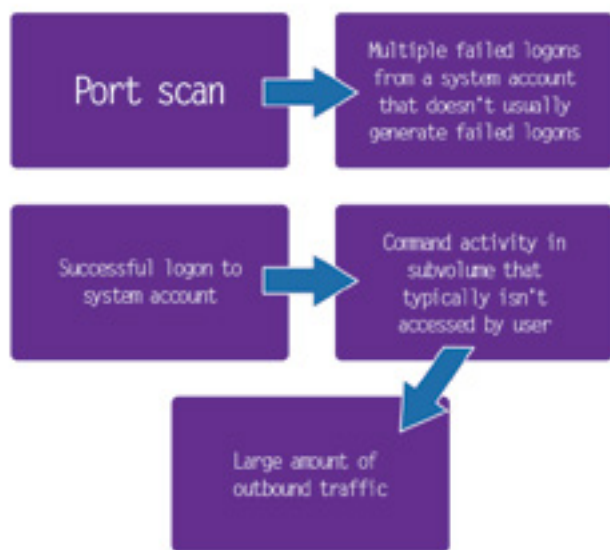 Port scan
Multiple failed logons
from a system account
that doesn't usually
generate failed logons
Successful logon to
system account
Command activity in
subvolume that
typically isn't
accessed by user
Large amount of
outbound traffic